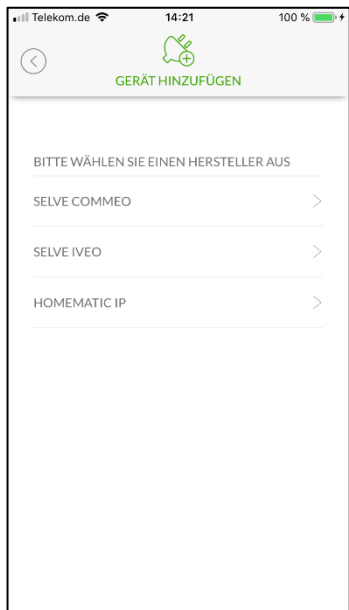 Telekom.de 14:21 100 %
GERÄT HINZUFÜGEN
BITTE WÄHLEN SIE EINEN HERSTELLER AUS
SELVE COMMEO
SELVE IVEO
HOMEMATIC IP